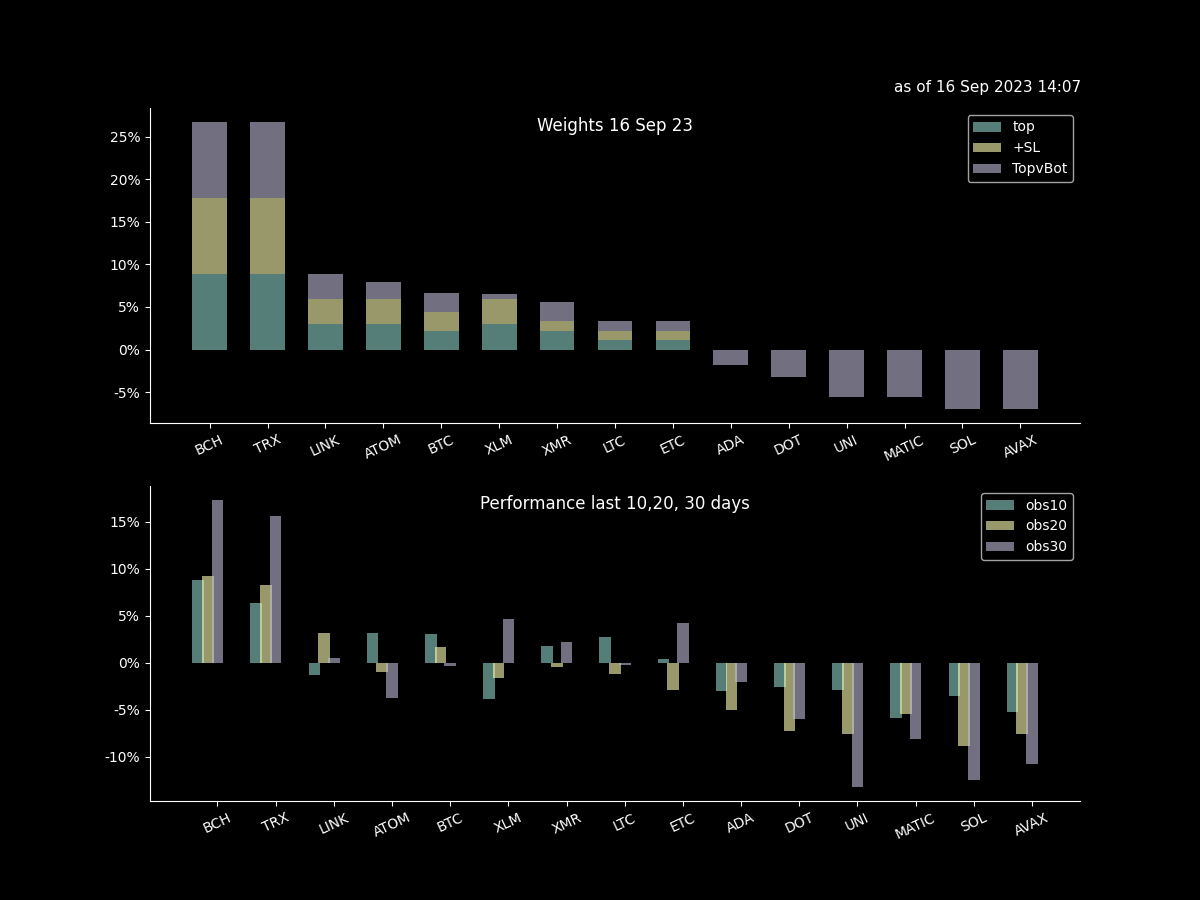 as of 16 Sep 2023 14:07
Weights 16 Sep 23
top
+SL
TopvBot
25%
20%
15%
10%
5%
0%
-5%
BCH TRX LINK ATOM BTC XLM XMR LTC ETC ADA DOT UNI MATIC SOL AVAX
Performance last 10,20, 30 days
obs10
obs20
obs30
15%
10%
5%
0%
-5%
-10%
BCH TRX LINK ATOM BTC XLM XMR LTC ETC ADA DOT UNI MATIC SOL AVAX